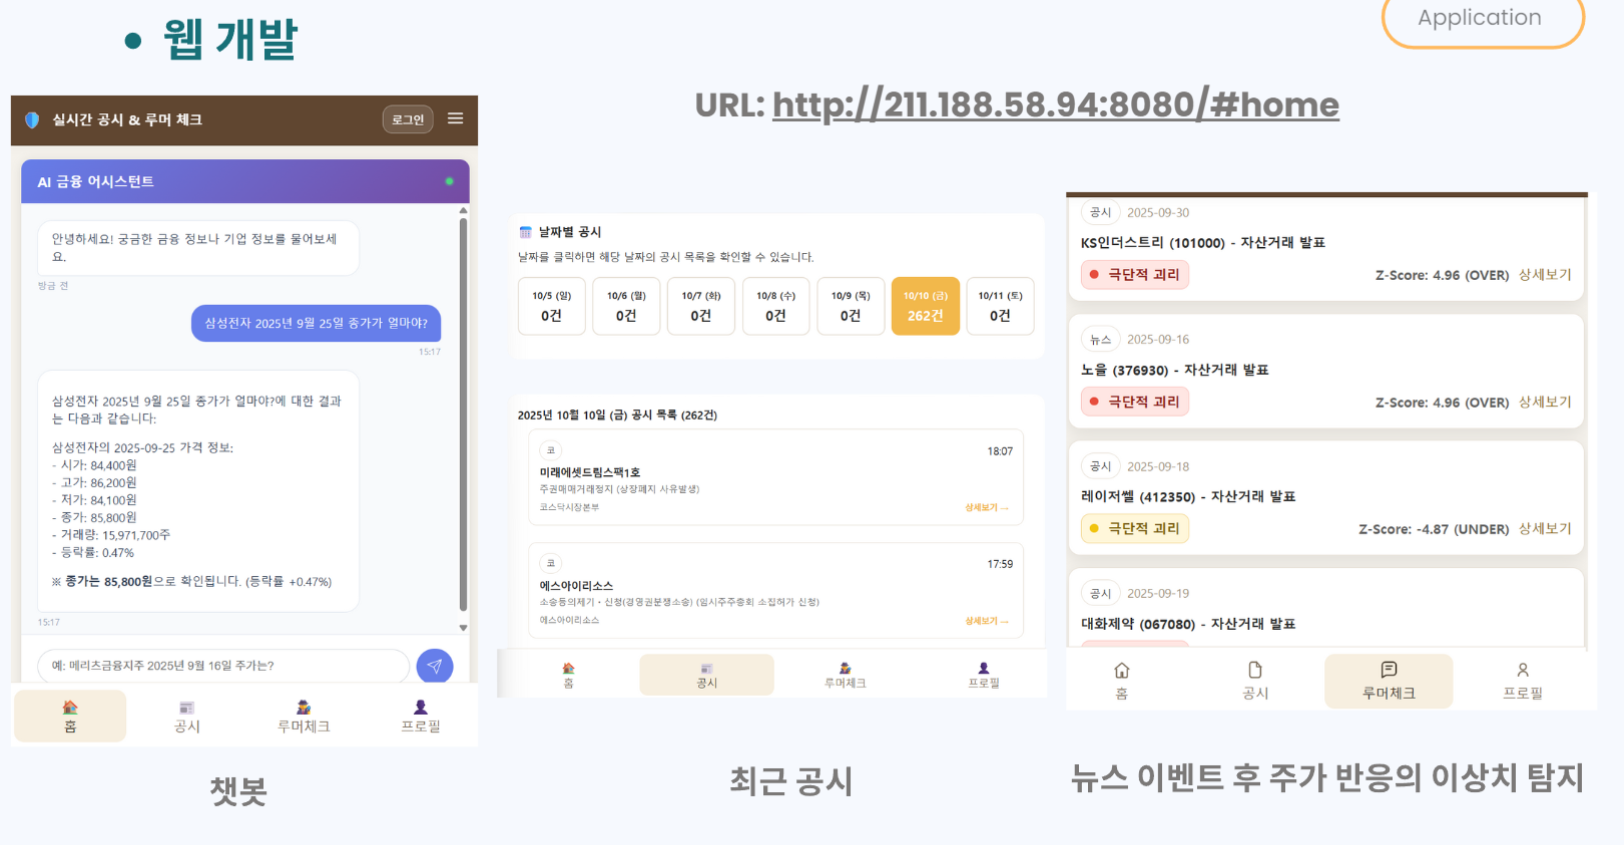 • 웹 개발
Application
URL: http://211.188.58.94:8080/#home
실시간 공시 & 루머 체크
로그인
AI 금융 어시스턴트
안녕하세요! 궁금한 금융 정보나 기업 정보를 물어보세
요.
방금 전
삼성전자 2025년 9월 25일 종가가 얼마야?
15:17
삼성전자 2025년 9월 25일 종가가 얼마야?에 대한 결과
는 다음과 같습니다:
삼성전자의 2025-09-25 가격 정보:
- 시가: 84,400원
- 고가: 86,200원
- 저가: 84,100원
- 종가: 85,800원
- 거래량: 15,971,700주
- 등락률: 0.47%
※ 종가는 85,800원으로 확인됩니다. (등락률 +0.47%)
15:17
예: 메리츠금융지주 2025년 9월 16일 주가는?
홈
공시
루머체크
프로필
챗봇
날짜별 공시
날짜를 클릭하면 해당 날짜의 공시 목록을 확인할 수 있습니다.
10/5 (일)
0건
10/6 (월)
0건
10/7 (화)
0건
10/8 (수)
0건
10/9 (목)
0건
10/10 (금)
262건
10/11 (토)
0건
2025년 10월 10일 (금) 공시 목록 (262건)
코
18:07
미래에셋드림스팩1호
주권매매거래정지 (상장폐지 사유발생)
코스닥시장본부
상세보기 →
코
17:59
에스아이리소스
소송등의제기・신청(경영권분쟁소송) (임시주주총회 소집허가 신청)
에스아이리소스
상세보기 →
홈
공시
루머체크
프로필
최근 공시
공시 2025-09-30
KS인더스트리 (101000) - 자산거래 발표
극단적 괴리
Z-Score: 4.96 (OVER) 상세보기
뉴스 2025-09-16
노을 (376930) - 자산거래 발표
극단적 괴리
Z-Score: 4.96 (OVER) 상세보기
공시 2025-09-18
레이저쎌 (412350) - 자산거래 발표
극단적 괴리
Z-Score: -4.87 (UNDER) 상세보기
공시 2025-09-19
대화제약 (067080) - 자산거래 발표
홈
공시
루머체크
프로필
뉴스 이벤트 후 주가 반응의 이상치 탐지